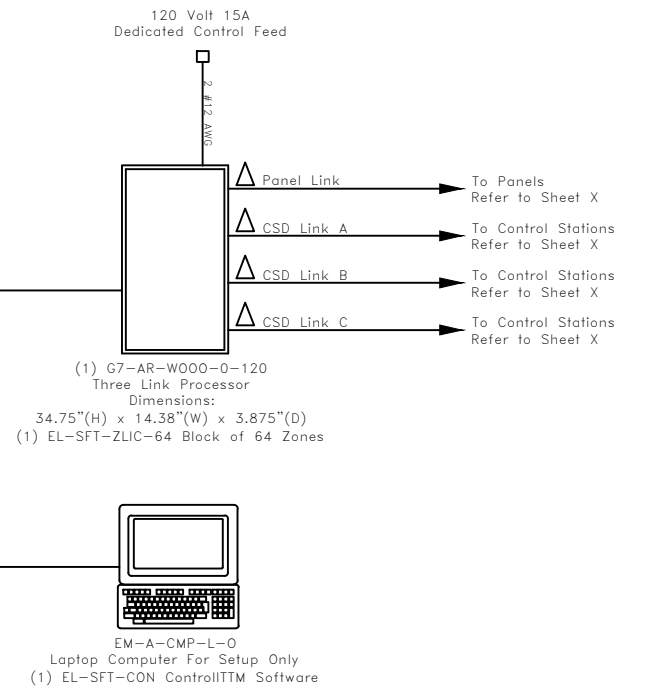 120 Volt 15A
Dedicated Control Feed
2 #12 AWG
Panel Link
To Panels
Refer to Sheet X
CSD Link A
To Control Stations
Refer to Sheet X
CSD Link B
To Control Stations
Refer to Sheet X
CSD Link C
To Control Stations
Refer to Sheet X
(1) G7-AR-WOOO-O-120
Three Link Processor
Dimensions:
34.75"(H) x 14.38"(W) x 3.875"(D)
(1) EL-SFT-ZLIC-64 Block of 64 Zones
EM-A-CMP-L-O
Laptop Computer For Setup Only
(1) EL-SFT-CON ControlITTM Software